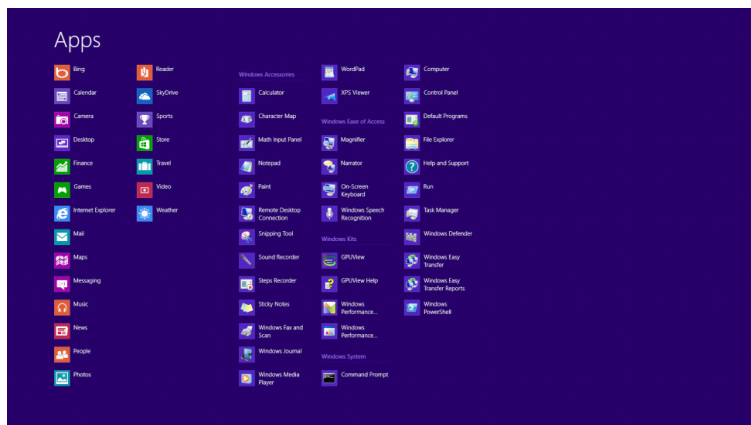 Apps
Bing
Calendar
Camera
Desktop
Finance
Games
Internet Explorer
Mail
Maps
Messaging
Music
News
People
Photos
Reader
SkyDrive
Sports
Store
Travel
Video
Weather
Windows Accessories
Calculator
Character Map
Math Input Panel
Notepad
Paint
Remote Desktop
Connection
Snipping Tool
Sound Recorder
Steps Recorder
Sticky Notes
Windows Fax and
Scan
Windows Journal
Windows Media
Player
WordPad
XPS Viewer
Windows Ease of Access
Magnifier
Narrator
On-Screen
Keyboard
Windows Speech
Recognition
Windows Kits
GPUView
GPUView Help
Windows
Performance...
Windows
Performance...
Windows System
Command Prompt
Computer
Control Panel
Default Programs
File Explorer
Help and Support
Run
Task Manager
Windows Defender
Windows Easy
Transfer
Windows Easy
Transfer Reports
Windows
PowerShell